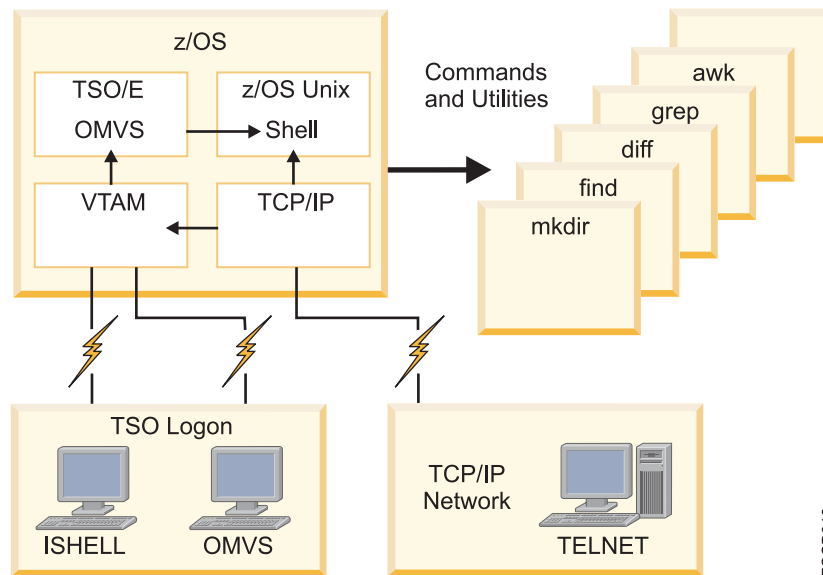 z/OS
TSO/E
OMVS
z/OS Unix
Shell
VTAM
TCP/IP
Commands
and Utilities
awk
grep
diff
find
mkdir
TSO Logon
ISHELL
OMVS
TCP/IP
Network
TELNET